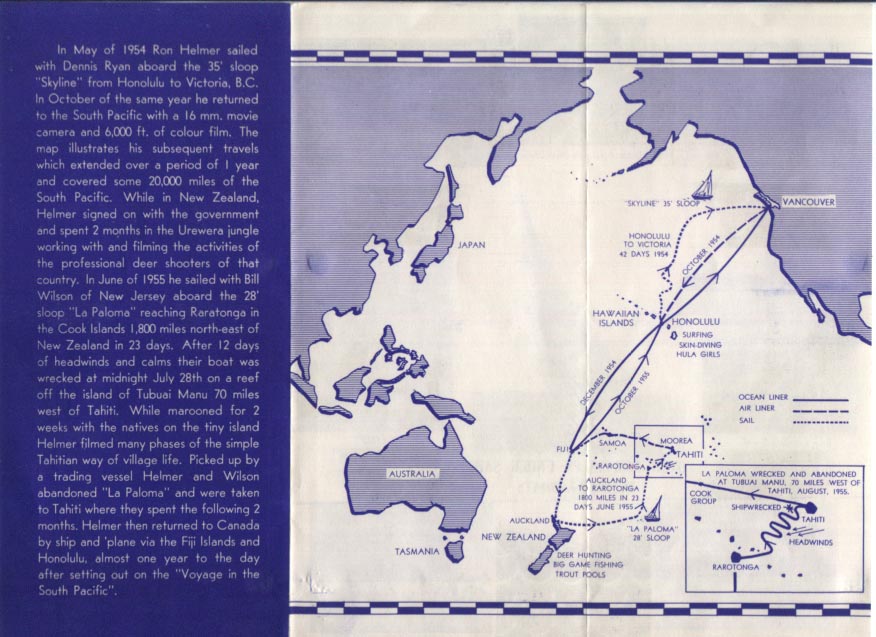 In May of 1954 Ron Helmer sailed
with Dennis Ryan aboard the 35' sloop
"Skyline" from Honolulu to Victoria, B.C.
In October of the same year he returned
to the South Pacific with a 16 mm. movie
camera and 6,000 ft. of colour film. The
map illustrates his subsequent travels
which extended over a period of 1 year
and covered some 20,000 miles of the
South Pacific. While in New Zealand,
Helmer signed on with the government
and spent 2 months in the Urewera jungle
working with and filming the activities of
the professional deer shooters of that
country. In June of 1955 he sailed with Bill
Wilson of New Jersey aboard the 28'
sloop "La Paloma" reaching Raratonga in
the Cook Islands 1,800 miles north-east of
New Zealand in 23 days. After 12 days
of headwinds and calms their boat was
wrecked at midnight July 28th on a reef
off the island of Tubuai Manu 70 miles
west of Tahiti. While marooned for 2
weeks with the natives on the tiny island
Helmer filmed many phases of the simple
Tahitian way of village life. Picked up by
a trading vessel Helmer and Wilson
abandoned "La Paloma" and were taken
to Tahiti where they spent the following 2
months. Helmer then returned to Canada
by ship and 'plane via the Fiji Islands and
Honolulu, almost one year to the day
after setting out on the "Voyage in the
South Pacific".
"SKYLINE" 35' SLOOP
VANCOUVER
HONOLULU
TO VICTORIA
42 DAYS 1954
OCTOBER 1954
JAPAN
HAWAIIAN
ISLANDS
HONOLULU
SURFING
SKIN-DIVING
HULA GIRLS
DECEMBER 1954
OCTOBER 1955
OCEAN LINER
AIR LINER
SAIL
FIJI
SAMOA
MOOREA
TAHITI
RAROTONGA
AUSTRALIA
AUCKLAND
TO RAROTONGA
1800 MILES IN 23
DAYS JUNE 1955
AUCKLAND
NEW ZEALAND
"LA PALOMA"
28' SLOOP
TASMANIA
DEER HUNTING
BIG GAME FISHING
TROUT POOLS
LA PALOMA WRECKED AND ABANDONED
AT TUBUAI MANU, 70 MILES WEST OF
TAHITI, AUGUST, 1955.
COOK
GROUP
SHIPWRECKED
TAHITI
HEADWINDS
RAROTONGA